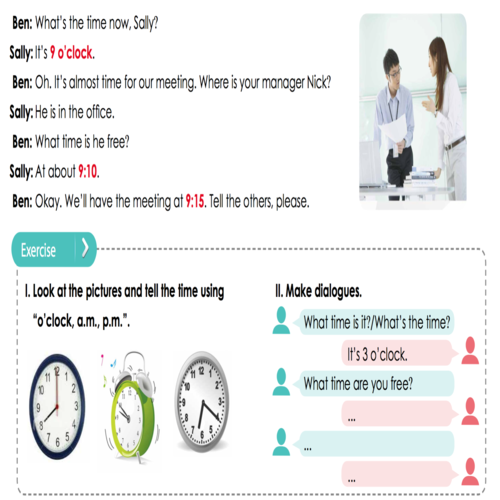 Ben: What's the time now, Sally?
Sally: It's 9 o'clock.
Ben: Oh. It's almost time for our meeting. Where is your manager Nick?
Sally: He is in the office.
Ben: What time is he free?
Sally: At about 9:10.
Ben: Okay. We'll have the meeting at 9:15. Tell the others, please.
Exercise
I. Look at the pictures and tell the time using
"o'clock, a.m., p.m.".
II. Make dialogues.
What time is it?/What's the time?
It's 3 o'clock.
What time are you free?
...
...
...